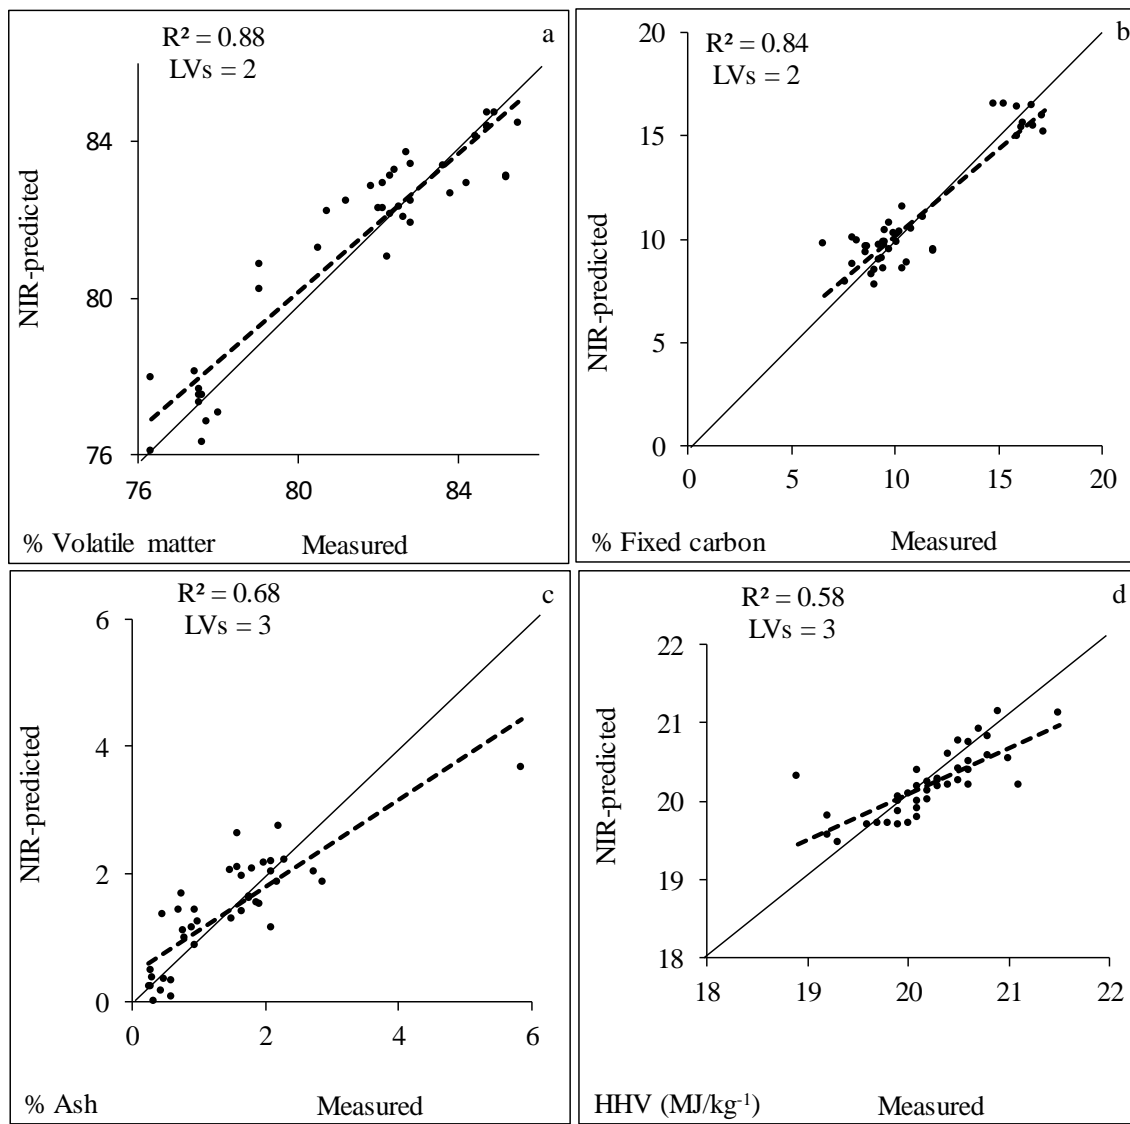 a
R² = 0.88
LVs = 2
NIR-predicted
84
80
76
76 80 84
% Volatile matter Measured
b
R² = 0.84
LVs = 2
NIR-predicted
20
15
10
5
0
0 5 10 15 20
% Fixed carbon Measured
c
R² = 0.68
LVs = 3
NIR-predicted
6
4
2
0
0 2 4 6
% Ash Measured
d
R² = 0.58
LVs = 3
NIR-predicted
22
21
20
19
18
18 19 20 21 22
HHV (MJ/kg⁻¹) Measured